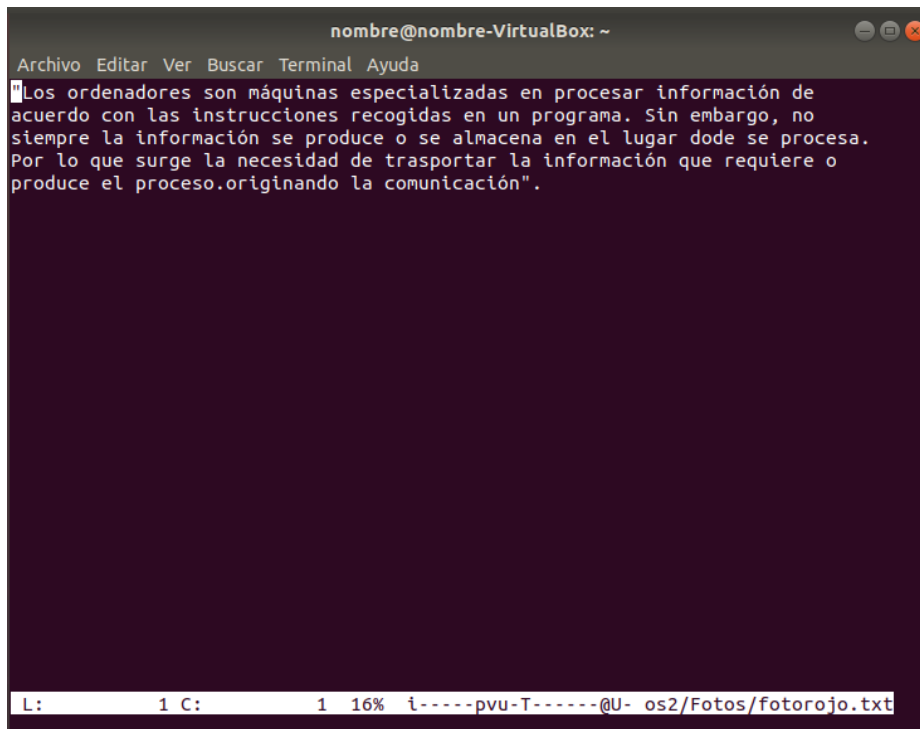 nombre@nombre-VirtualBox: ~
Archivo Editar Ver Buscar Terminal Ayuda
"Los ordenadores son máquinas especializadas en procesar información de
acuerdo con las instrucciones recogidas en un programa. Sin embargo, no
siempre la información se produce o se almacena en el lugar dode se procesa.
Por lo que surge la necesidad de trasportar la información que requiere o
produce el proceso.originando la comunicación".
L: 1 C: 1 16% i-----pvu-T------@U- os2/Fotos/fotorojo.txt